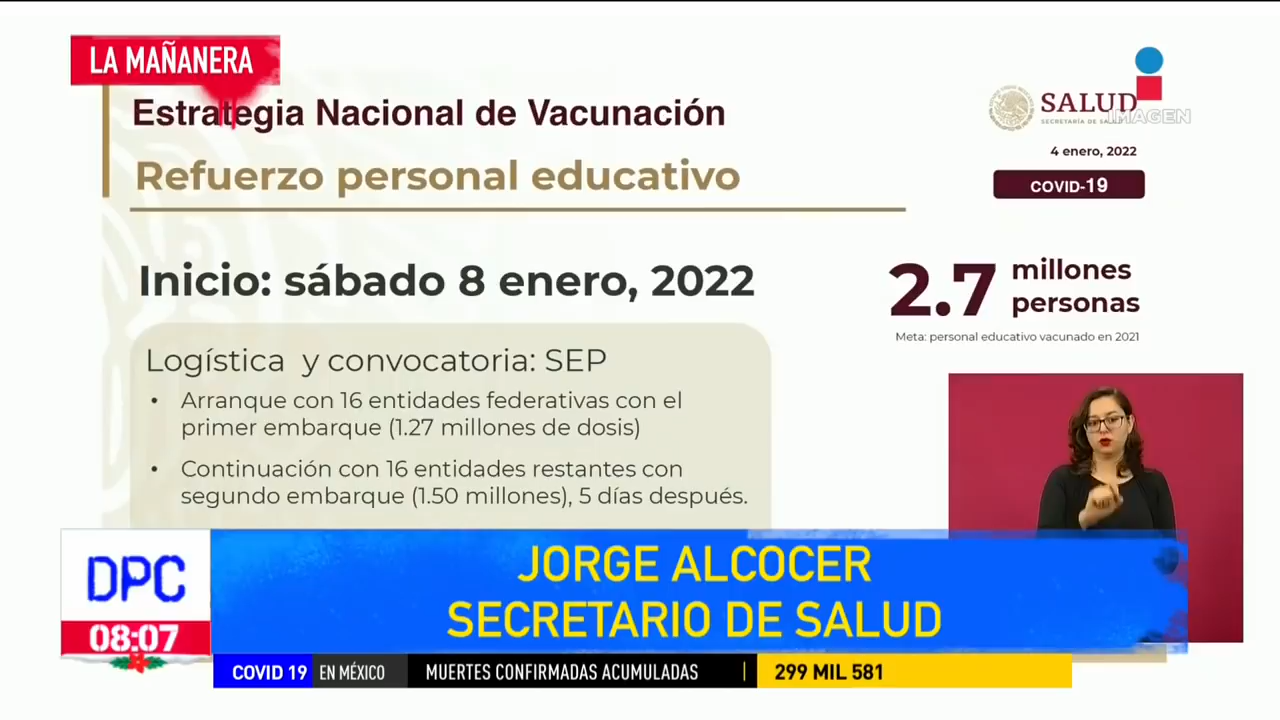 LA MAÑANERA
Estrategia Nacional de Vacunación
Refuerzo personal educativo
SALUD
SECRETARÍA DE SALUD
IMAGEN
4 enero, 2022
COVID-19
Inicio: sábado 8 enero, 2022
2.7 millones
personas
Meta: personal educativo vacunado en 2021
Logística y convocatoria: SEP
• Arranque con 16 entidades federativas con el
primer embarque (1.27 millones de dosis)
• Continuación con 16 entidades restantes con
segundo embarque (1.50 millones), 5 días después.
DPC
08:07
JORGE ALCOCER
SECRETARIO DE SALUD
COVID 19 EN MÉXICO MUERTES CONFIRMADAS ACUMULADAS 299 MIL 581